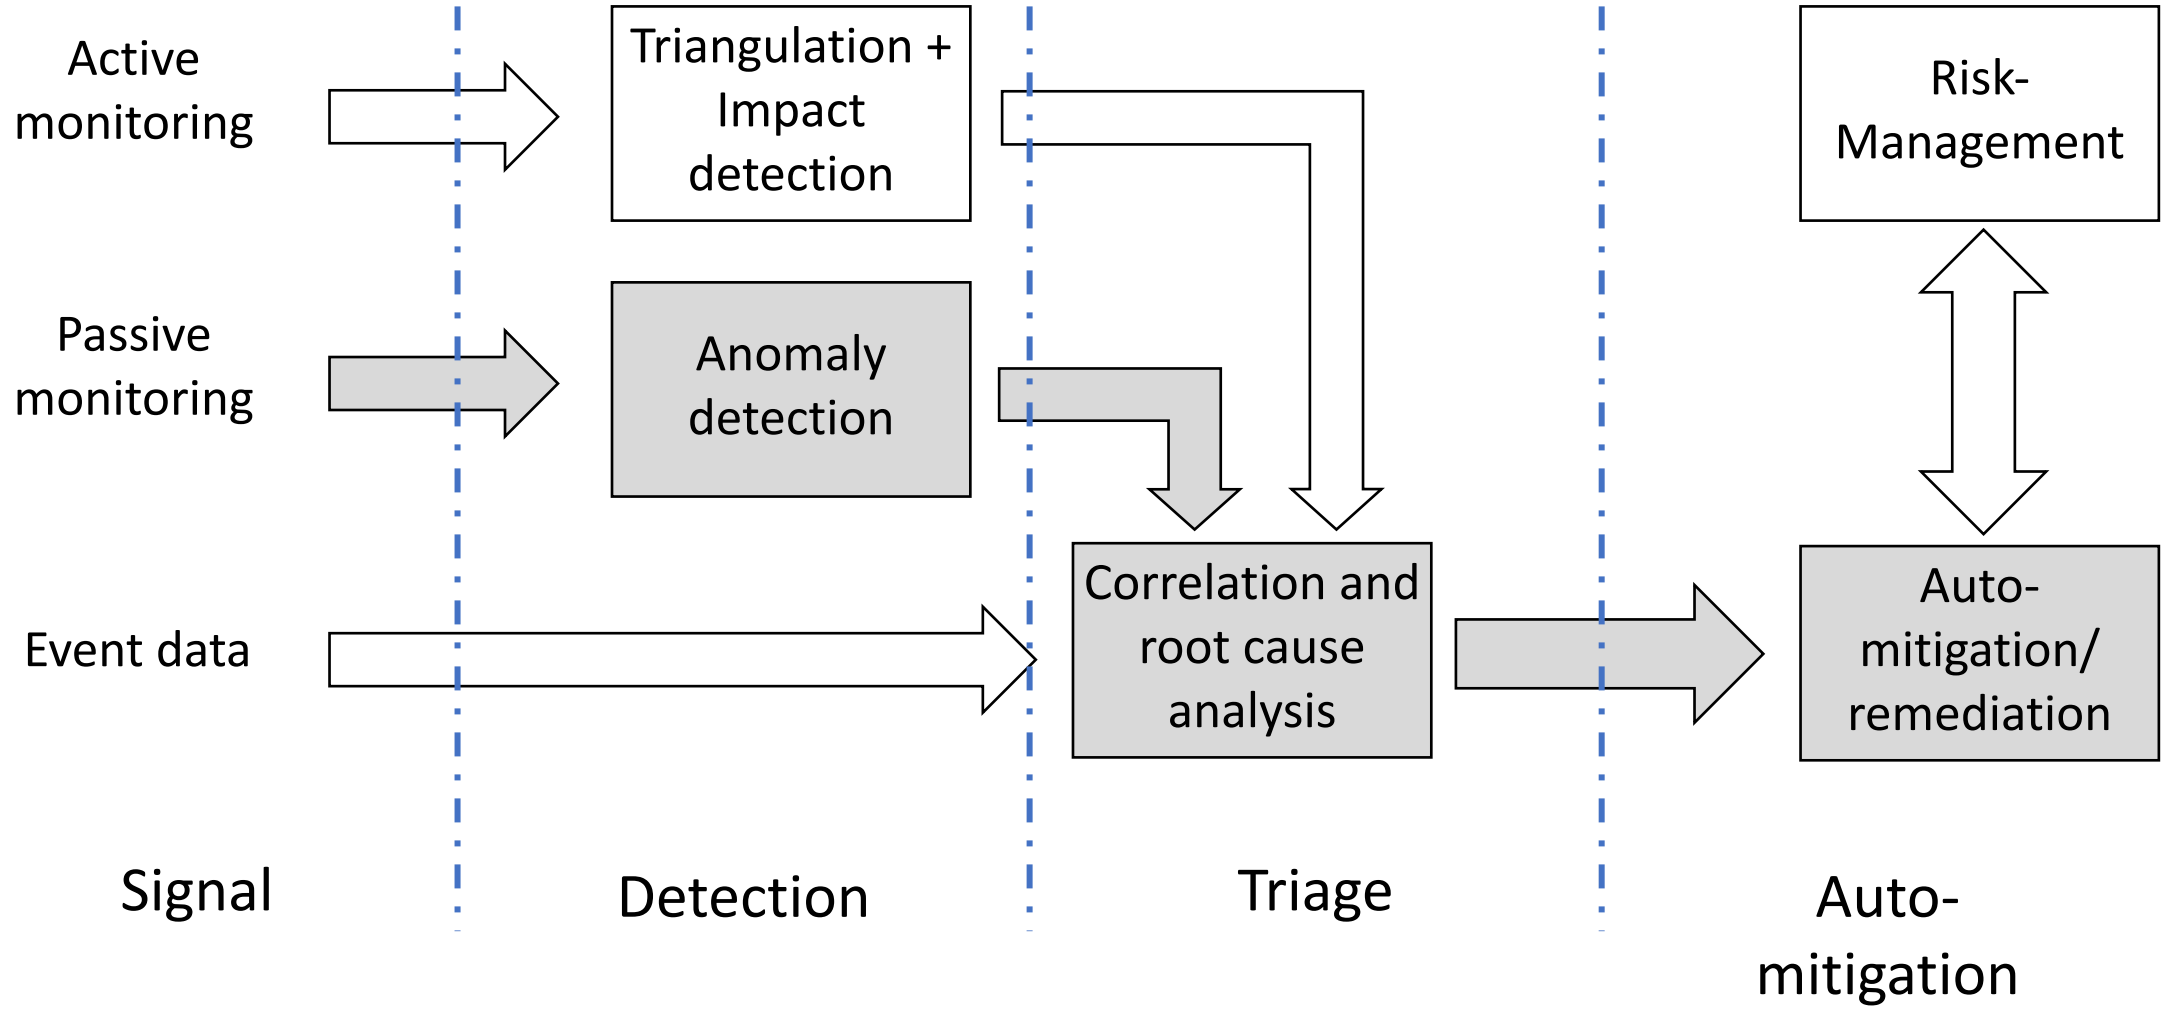 Active
monitoring
Triangulation +
Impact
detection
Risk-
Management
Passive
monitoring
Anomaly
detection
Event data
Correlation and
root cause
analysis
Auto-
mitigation/
remediation
Signal
Detection
Triage
Auto-
mitigation